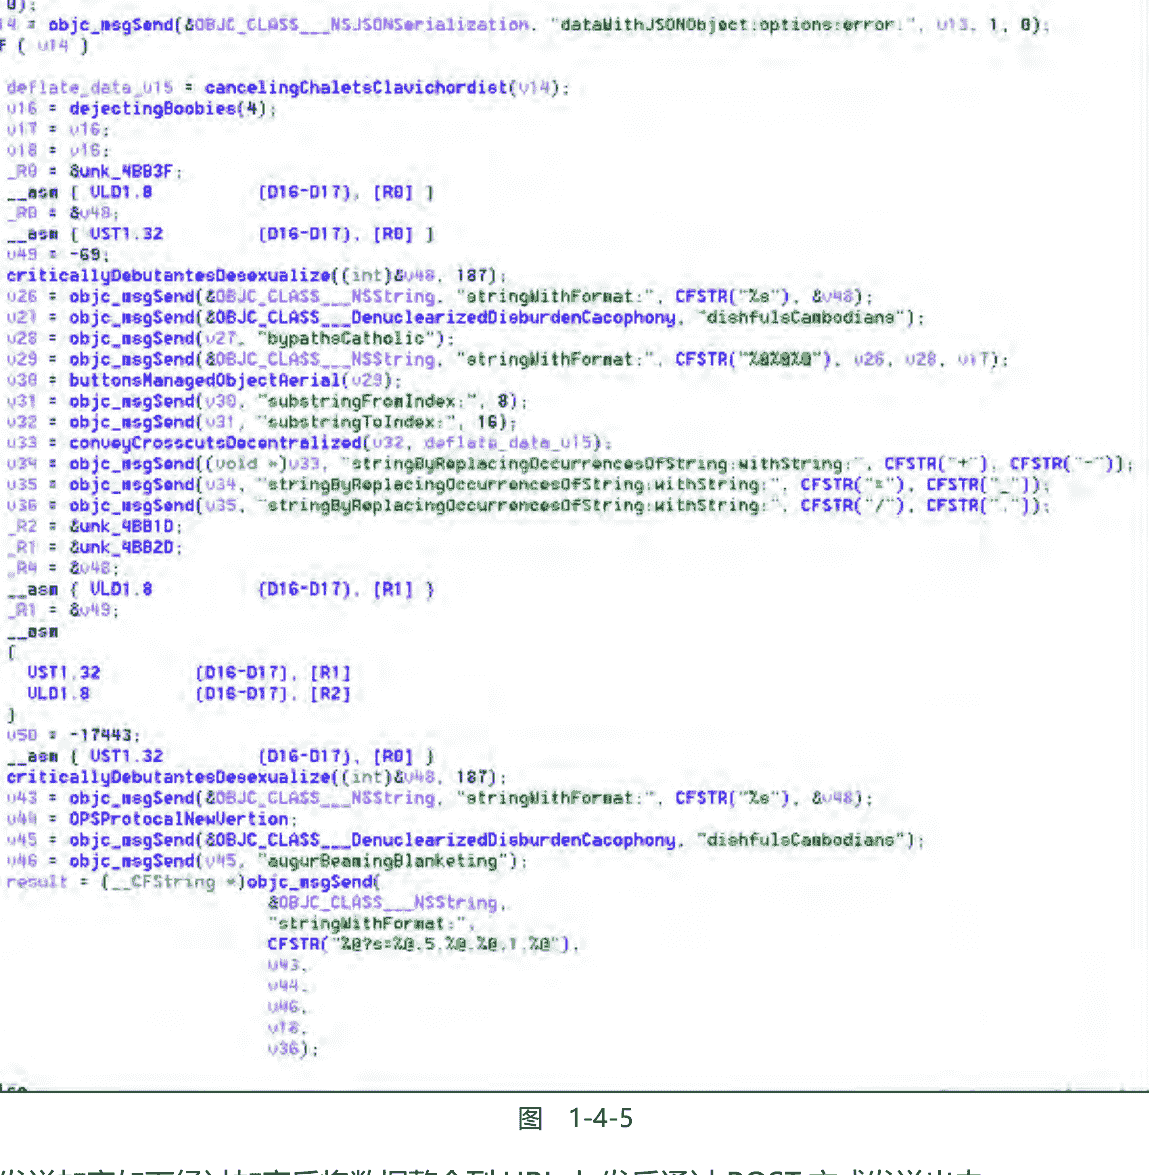 0);
4 = objc_msgSend(&OBJC_CLASS___NSJSONSerialization, "dataWithJSONObject:options:error:", v13, 1, 0);
f ( v14 )
deflate_data_v15 = cancelingChaletsClavichordist(v14);
v16 = dejectingBoobies(4);
v17 = v16;
v18 = v16;
_R0 = &unk_4BB3F;
__asm { VLD1.8 {D16-D17}, [R0] }
_R0 = &v48;
__asm { VST1.32 {D16-D17}, [R0] }
v49 = -69;
criticallyDebutantesDesexualize((int)&v48, 187);
v26 = objc_msgSend(&OBJC_CLASS___NSString, "stringWithFormat:", CFSTR("%s"), &v48);
v27 = objc_msgSend(&OBJC_CLASS___DenuclearizedDisburdenCacophony, "dishfulsCambodians");
v28 = objc_msgSend(v27, "bypathsCatholic");
v29 = objc_msgSend(&OBJC_CLASS___NSString, "stringWithFormat:", CFSTR("%@%@%@"), v26, v28, v17);
v30 = buttonsManagedObjectAerial(v29);
v31 = objc_msgSend(v30, "substringFromIndex:", 8);
v32 = objc_msgSend(v31, "substringToIndex:", 16);
v33 = conveyCrosscutsDecentralized(v32, deflate_data_v15);
v34 = objc_msgSend((void *)v33, "stringByReplacingOccurrencesOfString:withString:", CFSTR("+"), CFSTR("-"));
v35 = objc_msgSend(v34, "stringByReplacingOccurrencesOfString:withString:", CFSTR("="), CFSTR("_"));
v36 = objc_msgSend(v35, "stringByReplacingOccurrencesOfString:withString:", CFSTR("/"), CFSTR("."));
_R2 = &unk_4BB1D;
_R1 = &unk_4BB2D;
_R4 = &v48;
__asm { VLD1.8 {D16-D17}, [R1] }
_R1 = &v49;
__asm
{
VST1.32 {D16-D17}, [R1]
VLD1.8 {D16-D17}, [R2]
}
v50 = -17443;
__asm { VST1.32 {D16-D17}, [R0] }
criticallyDebutantesDesexualize((int)&v48, 187);
v43 = objc_msgSend(&OBJC_CLASS___NSString, "stringWithFormat:", CFSTR("%s"), &v48);
v44 = OPSProtocalNewVertion;
v45 = objc_msgSend(&OBJC_CLASS___DenuclearizedDisburdenCacophony, "dishfulsCambodians");
v46 = objc_msgSend(v45, "augurBeamingBlanketing");
result = (__CFString *)objc_msgSend(
&OBJC_CLASS___NSString,
"stringWithFormat:",
CFSTR("%@?s=%@,5,%@,%@,1,%@"),
v43,
v44,
v46,
v18,
v36);
图 1-4-5